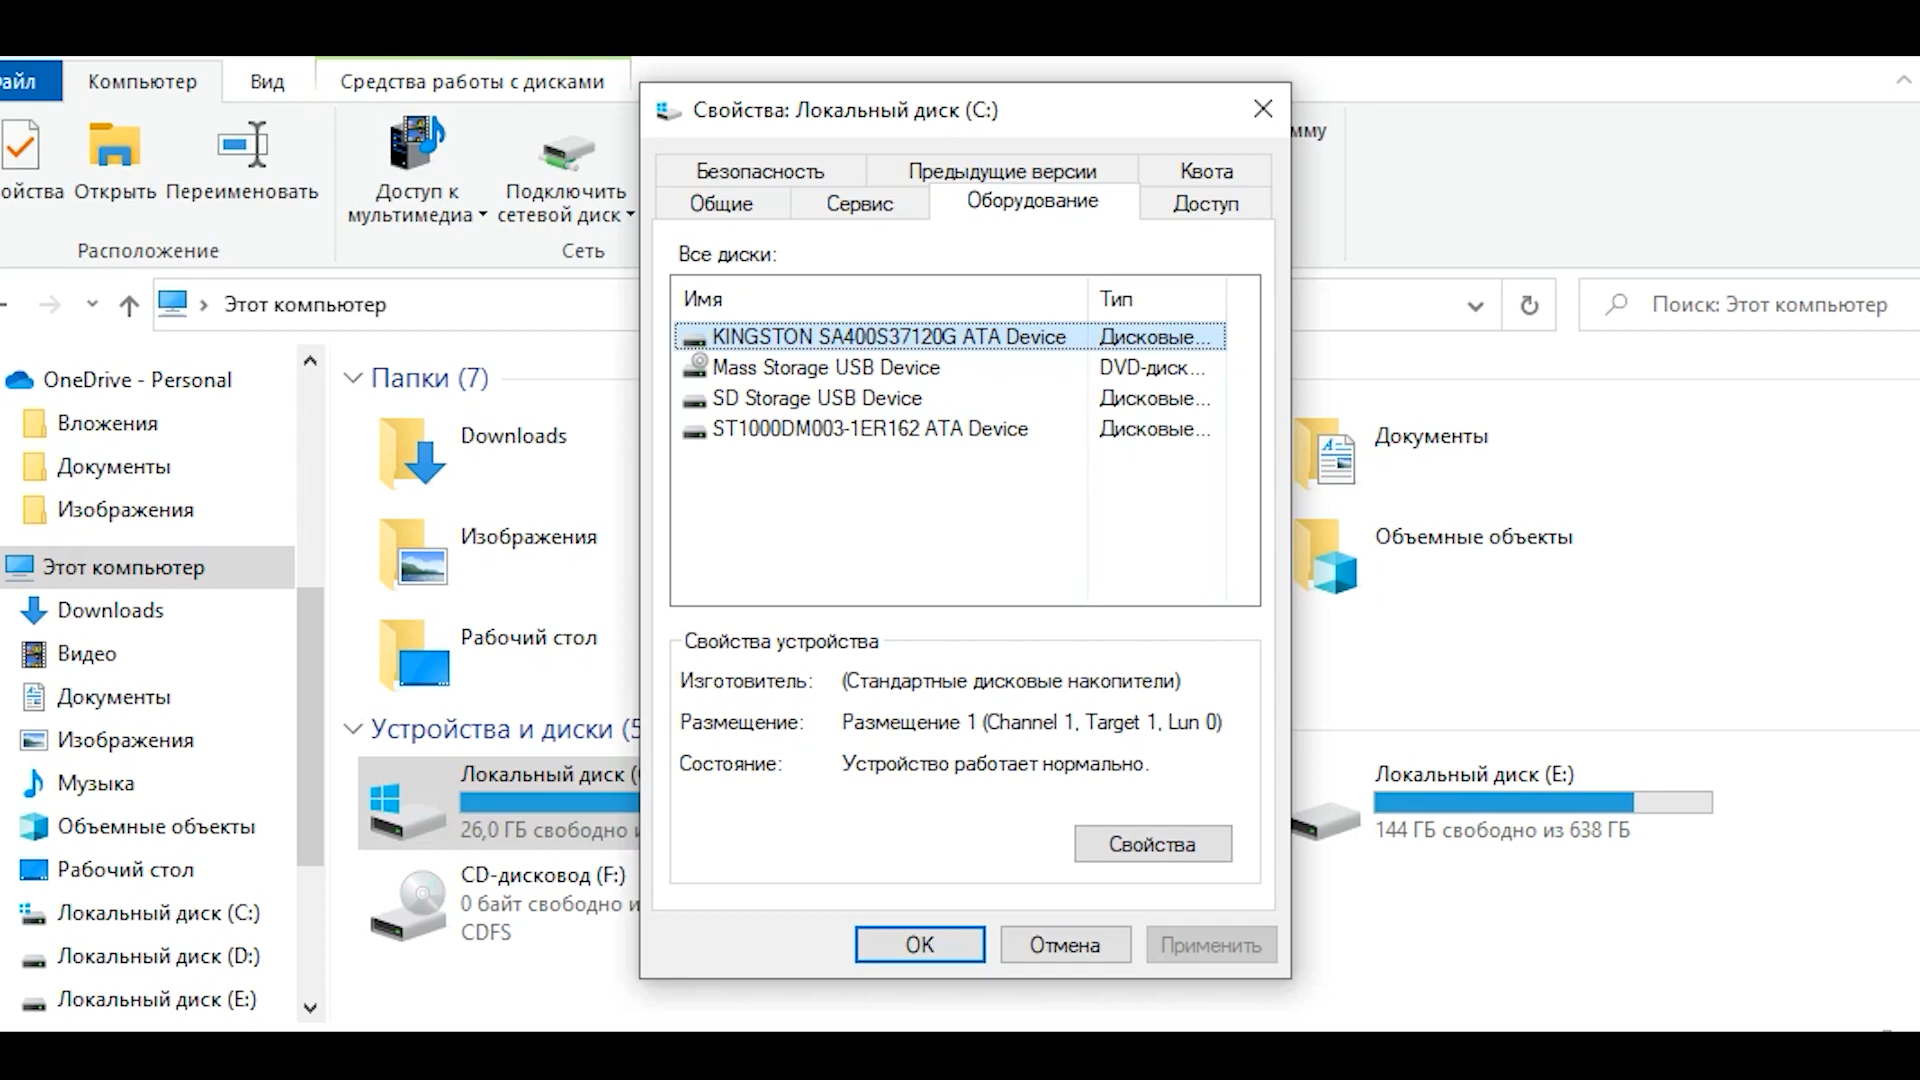 айл
Компьютер
Вид
Средства работы с дисками
ойства
Открыть
Переименовать
Доступ к
мультимедиа
Подключить
сетевой диск
мму
Расположение
Сеть
Этот компьютер
Поиск: Этот компьютер
OneDrive - Personal
Вложения
Документы
Изображения
Этот компьютер
Downloads
Видео
Документы
Изображения
Музыка
Объемные объекты
Рабочий стол
Локальный диск (C:)
Локальный диск (D:)
Локальный диск (E:)
Папки (7)
Downloads
Изображения
Рабочий стол
Документы
Объемные объекты
Устройства и диски (5
Локальный диск (
26,0 ГБ свободно и
CD-дисковод (F:)
0 байт свободно и
CDFS
Локальный диск (E:)
144 ГБ свободно из 638 ГБ
Свойства: Локальный диск (C:)
Безопасность
Предыдущие версии
Квота
Общие
Сервис
Оборудование
Доступ
Все диски:
Имя
Тип
KINGSTON SA400S37120G ATA Device
Дисковые...
Mass Storage USB Device
DVD-диск...
SD Storage USB Device
Дисковые...
ST1000DM003-1ER162 ATA Device
Дисковые...
Свойства устройства
Изготовитель: (Стандартные дисковые накопители)
Размещение: Размещение 1 (Channel 1, Target 1, Lun 0)
Состояние: Устройство работает нормально.
Свойства
OK
Отмена
Применить